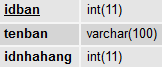 idban int(11)
tenban varchar(100)
idnhahang int(11)